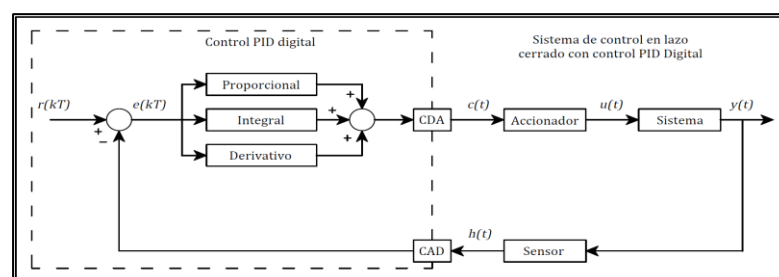 Control PID digital
Sistema de control en lazo
cerrado con control PID Digital
r(kT)
+
−
e(kT)
Proporcional
Integral
Derivativo
+
+
+
CDA
c(t)
Accionador
u(t)
Sistema
y(t)
CAD
h(t)
Sensor